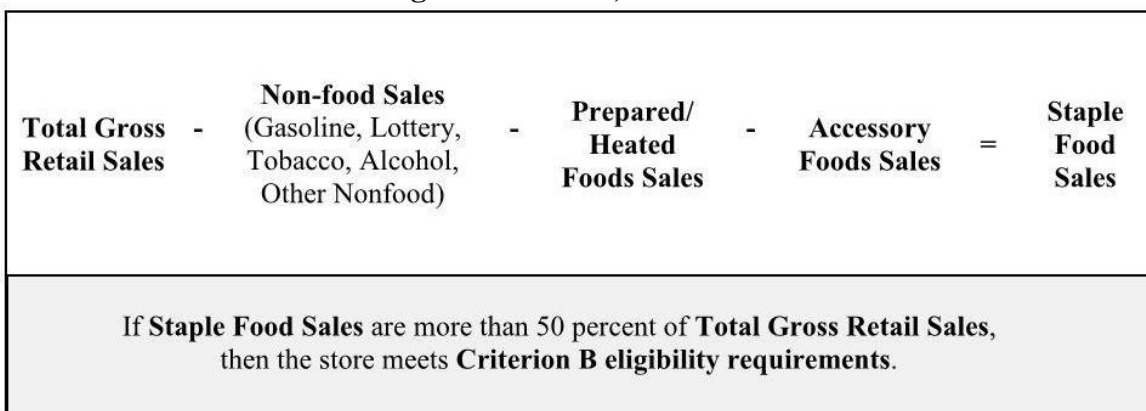 Total Gross
Retail Sales
-
Non-food Sales
(Gasoline, Lottery,
Tobacco, Alcohol,
Other Nonfood)
-
Prepared/
Heated
Foods Sales
-
Accessory
Foods Sales
=
Staple
Food
Sales
If Staple Food Sales are more than 50 percent of Total Gross Retail Sales,
then the store meets Criterion B eligibility requirements.